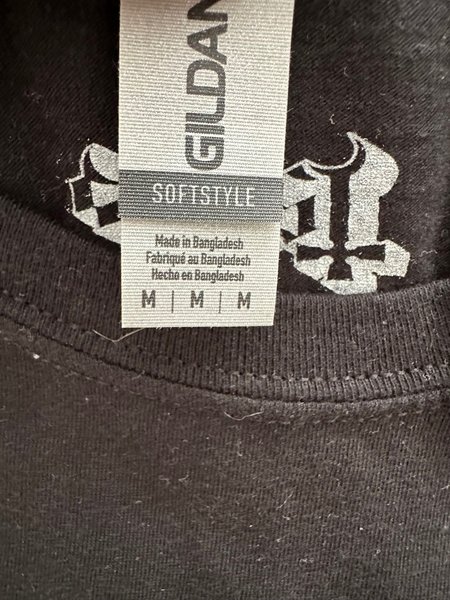 GILDAN
SOFTSTYLE
Made in Bangladesh
Fabriqué au Bangladesh
Hecho en Bangladesh
M | M | M